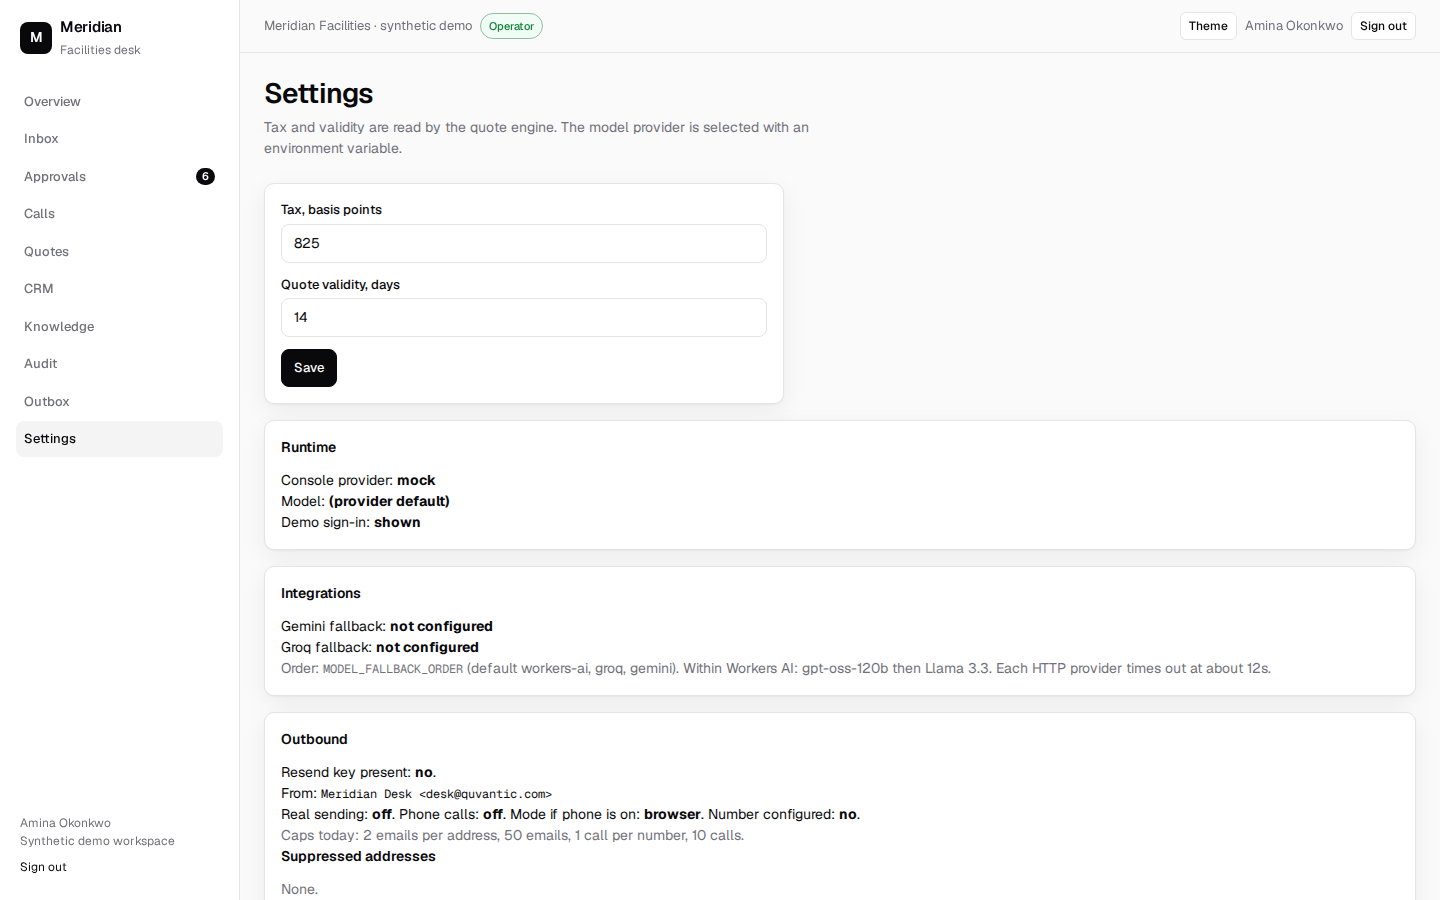 M
Meridian
Facilities desk
Overview
Inbox
Approvals 6
Calls
Quotes
CRM
Knowledge
Audit
Outbox
Settings
Amina Okonkwo
Synthetic demo workspace
Sign out
Meridian Facilities · synthetic demo Operator
Theme Amina Okonkwo Sign out
Settings
Tax and validity are read by the quote engine. The model provider is selected with an
environment variable.
Tax, basis points
825
Quote validity, days
14
Save
Runtime
Console provider: mock
Model: (provider default)
Demo sign-in: shown
Integrations
Gemini fallback: not configured
Groq fallback: not configured
Order: MODEL_FALLBACK_ORDER (default workers-ai, groq, gemini). Within Workers AI: gpt-oss-120b then Llama 3.3. Each HTTP provider times out at about 12s.
Outbound
Resend key present: no.
From: Meridian Desk <desk@quvantic.com>
Real sending: off. Phone calls: off. Mode if phone is on: browser. Number configured: no.
Caps today: 2 emails per address, 50 emails, 1 call per number, 10 calls.
Suppressed addresses
None.